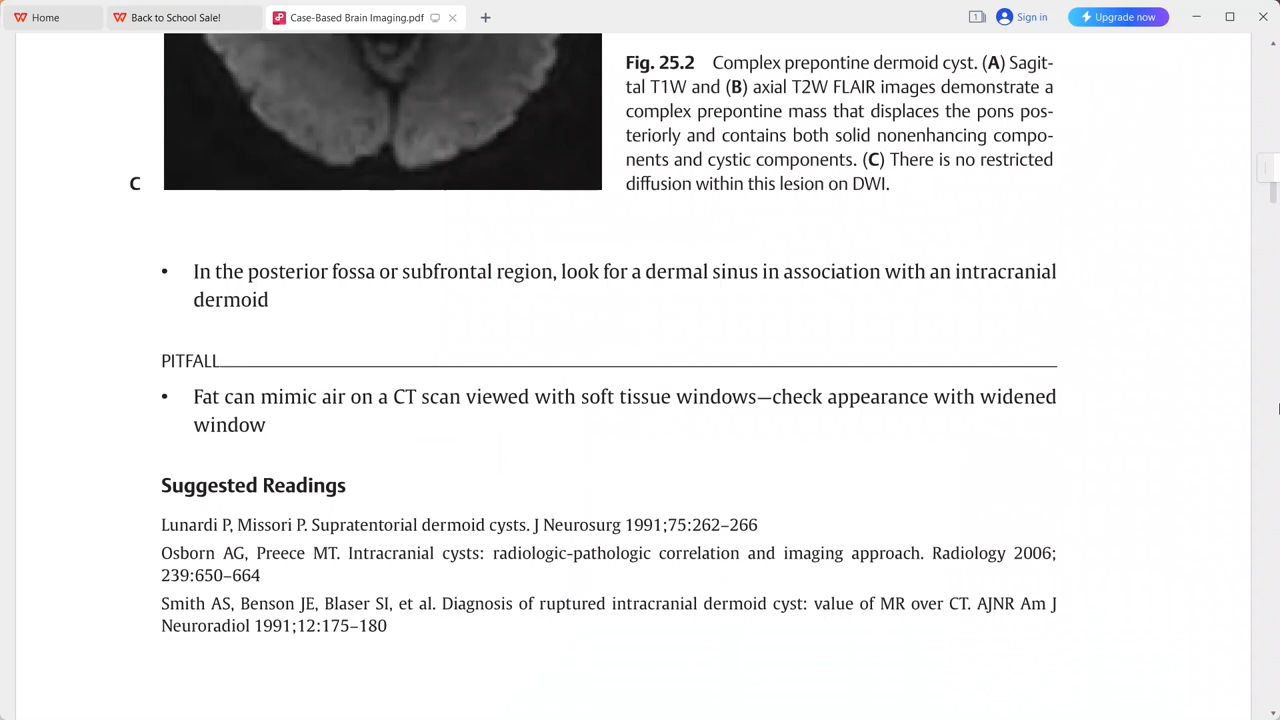 Home
Back to School Sale!
Case-Based Brain Imaging.pdf
1
Sign in
Upgrade now
Fig. 25.2 Complex prepontine dermoid cyst. (A) Sagit-
tal T1W and (B) axial T2W FLAIR images demonstrate a
complex prepontine mass that displaces the pons pos-
teriorly and contains both solid nonenhancing compo-
nents and cystic components. (C) There is no restricted
diffusion within this lesion on DWI.
C
• In the posterior fossa or subfrontal region, look for a dermal sinus in association with an intracranial
dermoid
PITFALL
• Fat can mimic air on a CT scan viewed with soft tissue windows—check appearance with widened
window
Suggested Readings
Lunardi P, Missori P. Supratentorial dermoid cysts. J Neurosurg 1991;75:262–266
Osborn AG, Preece MT. Intracranial cysts: radiologic-pathologic correlation and imaging approach. Radiology 2006;
239:650–664
Smith AS, Benson JE, Blaser SI, et al. Diagnosis of ruptured intracranial dermoid cyst: value of MR over CT. AJNR Am J
Neuroradiol 1991;12:175–180